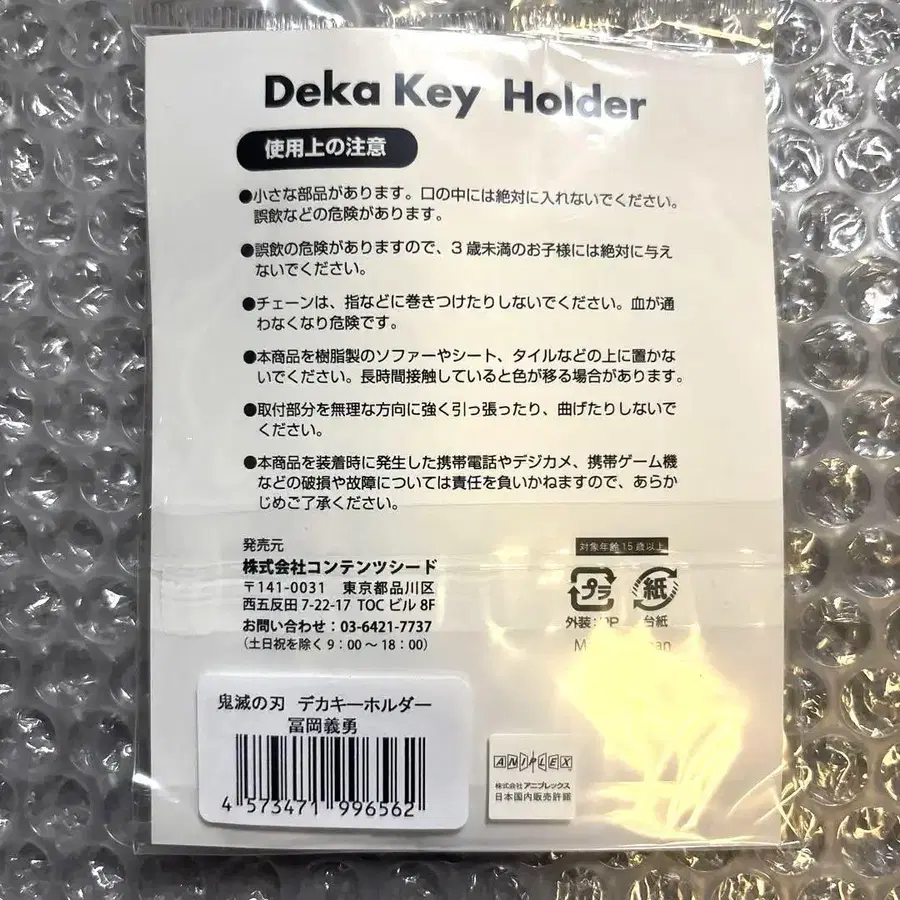 Deka Key Holder
使用上の注意
●小さな部品があります。口の中には絶対に入れないでください。
誤飲などの危険があります。
●誤飲の危険がありますので、3歳未満のお子様には絶対に与え
ないでください。
●チェーンは、指などに巻きつけたりしないでください。血が通
わなくなり危険です。
●本商品を樹脂製のソファーやシート、タイルなどの上に置かな
いでください。長時間接触していると色が移る場合があります。
●取付部分を無理な方向に強く引っ張ったり、曲げたりしないで
ください。
●本商品を装着時に発生した携帯電話やデジカメ、携帯ゲーム機
などの破損や故障については責任を負いかねますので、あらか
じめご了承ください。
発売元
株式会社コンテンツシード
〒141-0031 東京都品川区
西五反田 7-22-17 TOC ビル 8F
お問い合わせ：03-6421-7737
（土日祝を除く 9：00 〜 18：00）
対象年齢15歳以上
プラ 紙
外装： 台紙
鬼滅の刃 デカキーホルダー
冨岡義勇
4 573471 996562
ANIPLEX
株式会社 アニプレックス
日本国内販売許諾